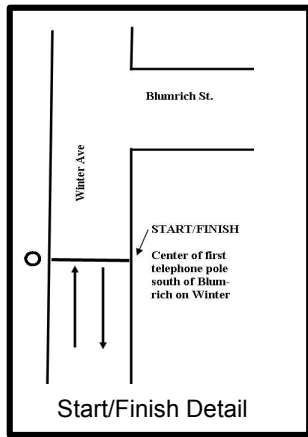 Blumrich St.
Winter Ave
START/FINISH
Center of first
telephone pole
south of Blum-
rich on Winter
Start/Finish Detail